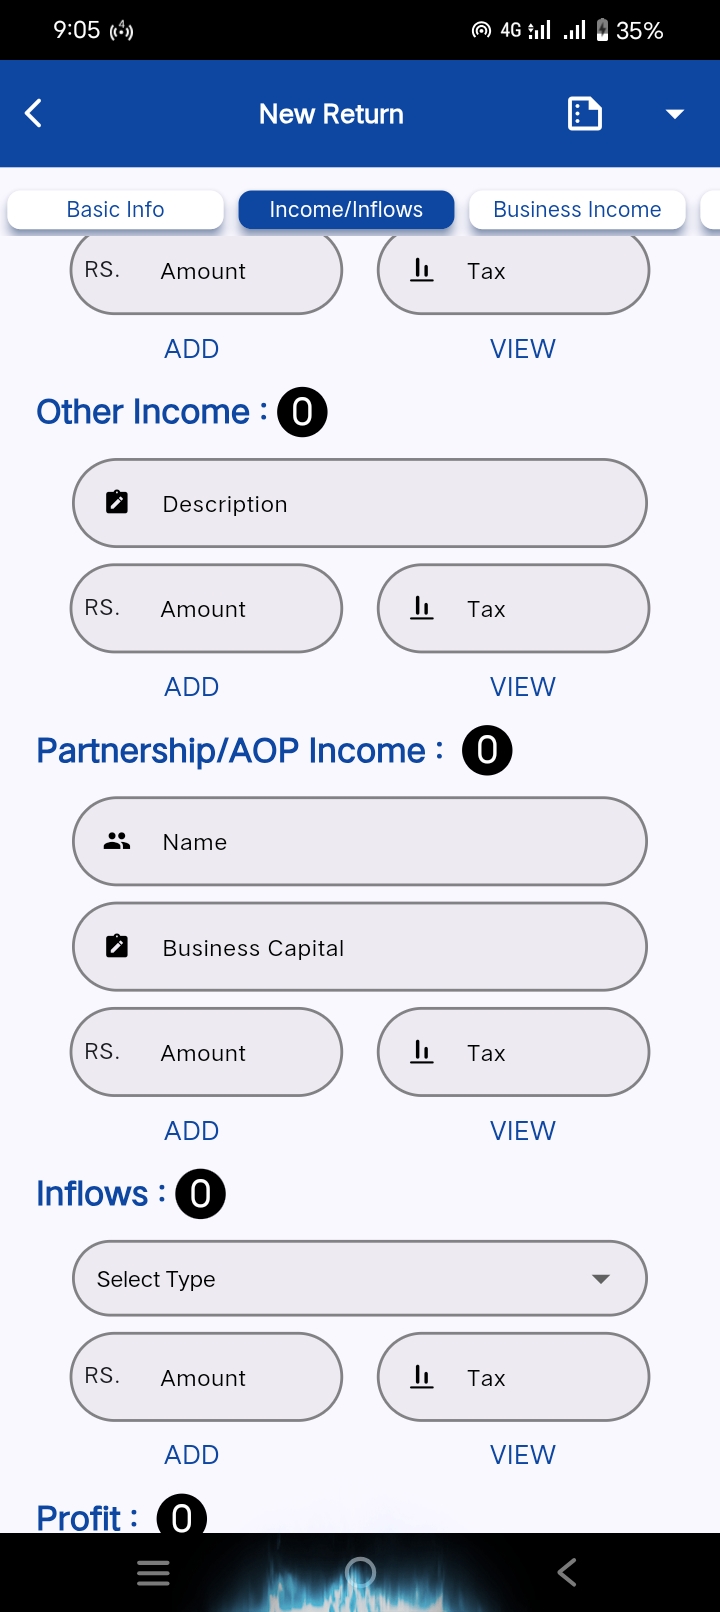 9:05 4 4G 35%
New Return
Basic Info Income/Inflows Business Income
RS. Amount Tax
ADD VIEW
Other Income : 0
Description
RS. Amount Tax
ADD VIEW
Partnership/AOP Income : 0
Name
Business Capital
RS. Amount Tax
ADD VIEW
Inflows : 0
Select Type
RS. Amount Tax
ADD VIEW
Profit : 0